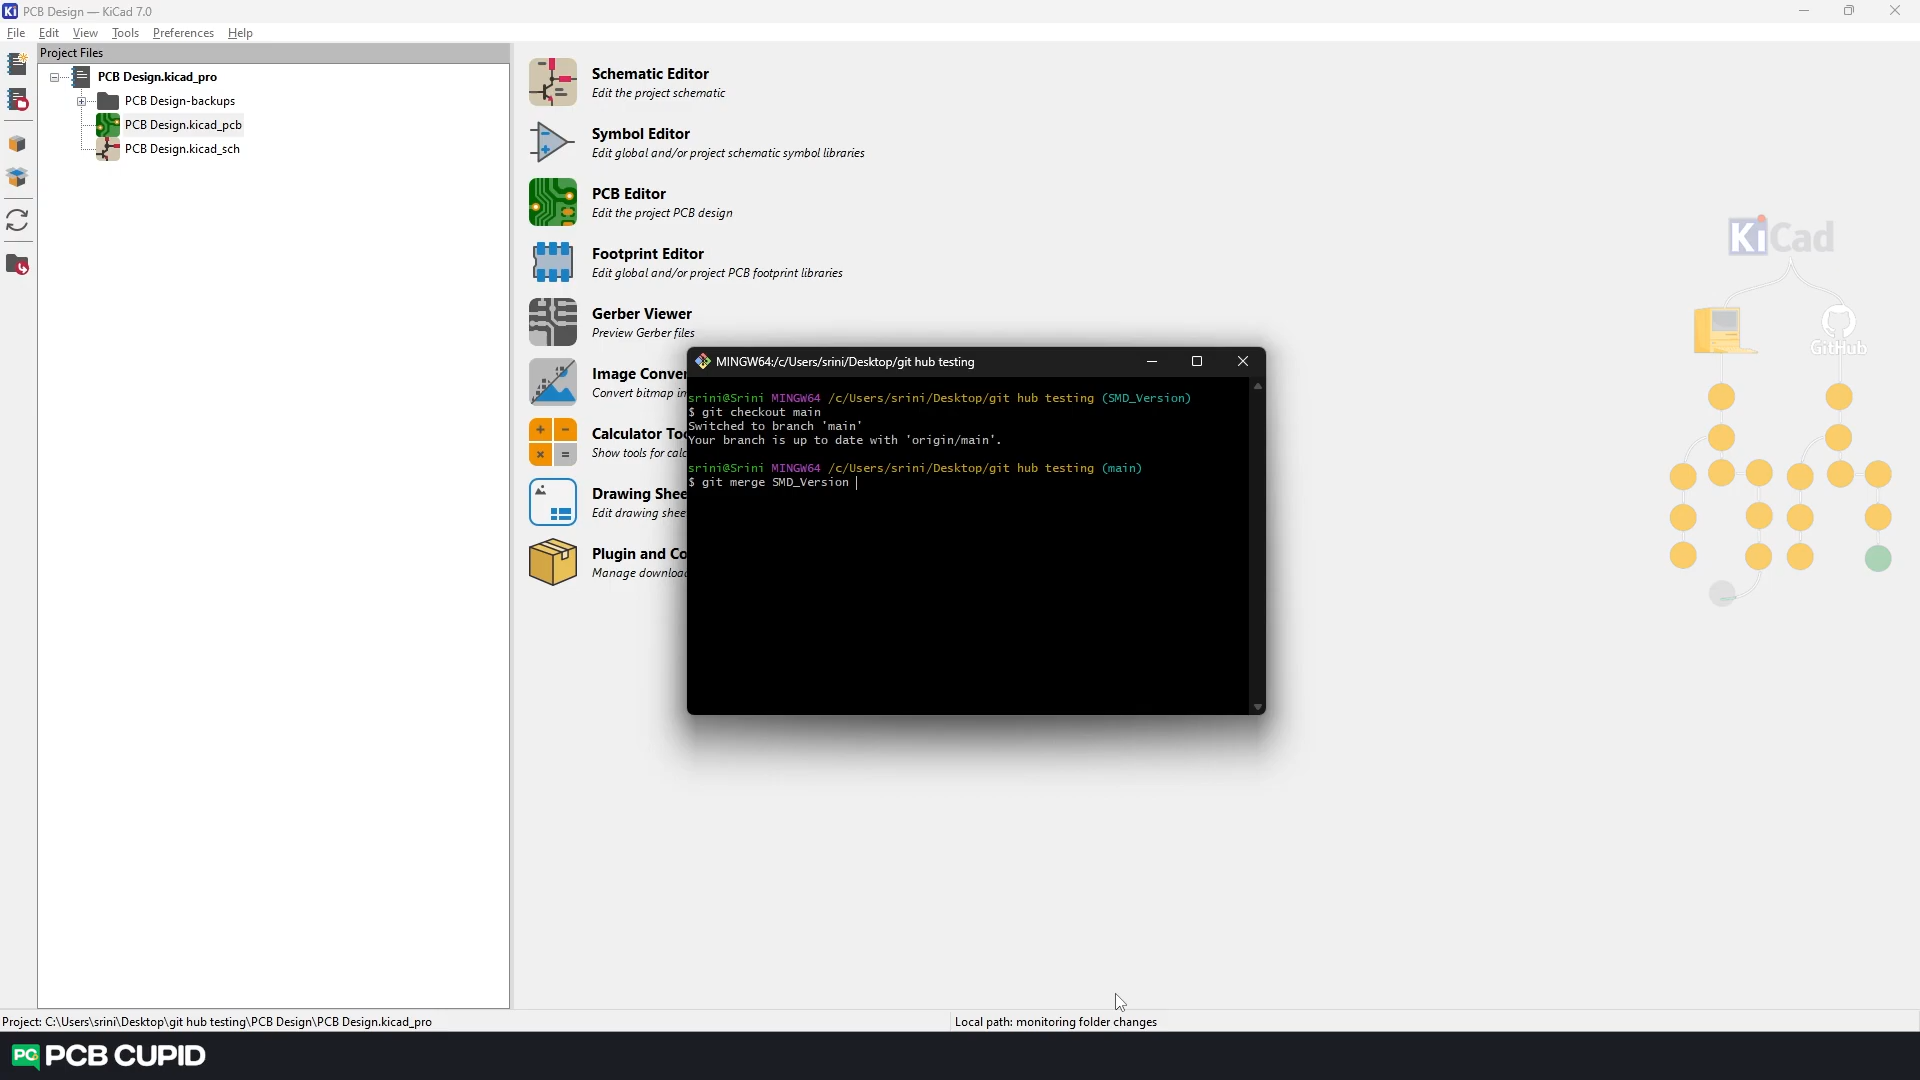 Ki PCB Design — KiCad 7.0
File Edit View Tools Preferences Help
Project Files
PCB Design.kicad_pro
PCB Design-backups
PCB Design.kicad_pcb
PCB Design.kicad_sch
Schematic Editor
Edit the project schematic
Symbol Editor
Edit global and/or project schematic symbol libraries
PCB Editor
Edit the project PCB design
Footprint Editor
Edit global and/or project PCB footprint libraries
Gerber Viewer
Preview Gerber files
Image Conver
Convert bitmap in
Calculator To
Show tools for calc
Drawing Shee
Edit drawing shee
Plugin and Co
Manage downloa
MINGW64:/c/Users/srini/Desktop/git hub testing
srini@Srini MINGW64 /c/Users/srini/Desktop/git hub testing (SMD_Version)
$ git checkout main
Switched to branch 'main'
Your branch is up to date with 'origin/main'.
srini@Srini MINGW64 /c/Users/srini/Desktop/git hub testing (main)
$ git merge SMD_Version
KiCad
GitHub
Project: C:\Users\srini\Desktop\git hub testing\PCB Design\PCB Design.kicad_pro
Local path: monitoring folder changes
PC PCB CUPID